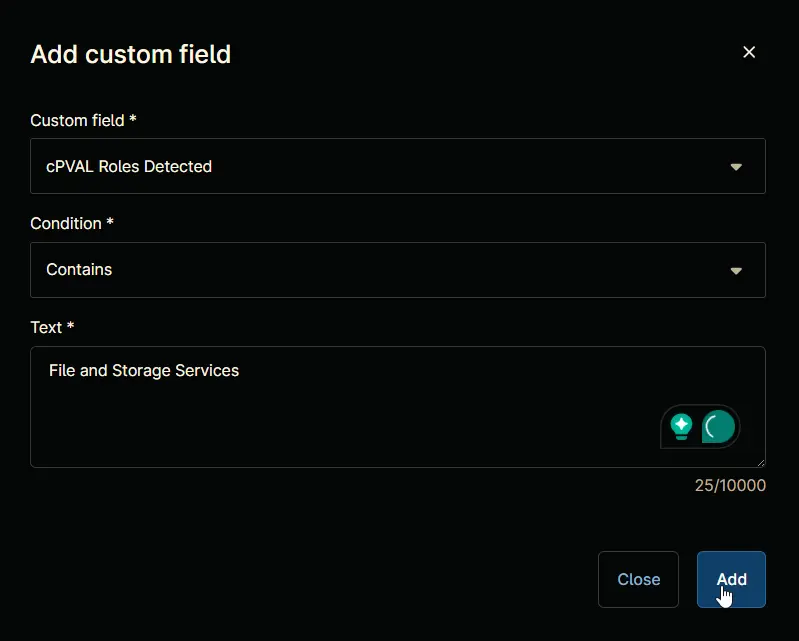 Add custom field
Custom field *
cPVAL Roles Detected
Condition *
Contains
Text *
File and Storage Services
25/10000
Close
Add